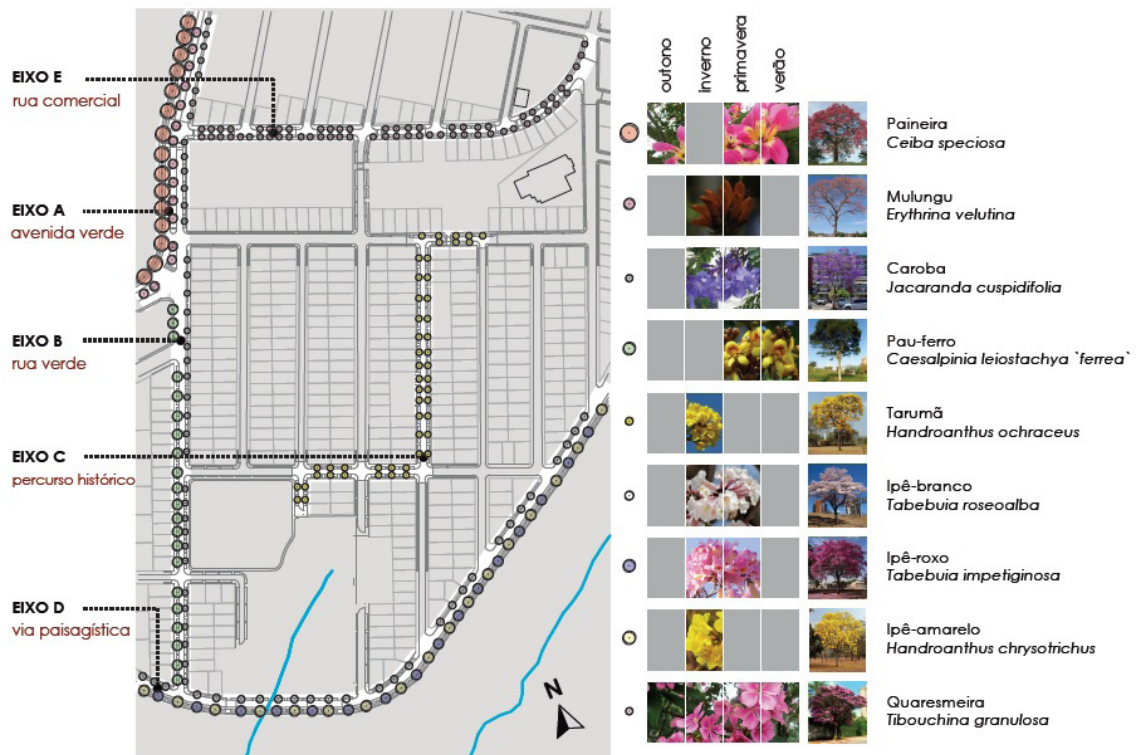 EIXO E
rua comercial
EIXO A
avenida verde
EIXO B
rua verde
EIXO C
percurso histórico
EIXO D
via paisagística
N
outono
inverno
primavera
verão
Paineira
Ceiba speciosa
Mulungu
Erythrina velutina
Caroba
Jacaranda cuspidifolia
Pau-ferro
Caesalpinia leiostachya `ferrea`
Tarumã
Handroanthus ochraceus
Ipê-branco
Tabebuia roseoalba
Ipê-roxo
Tabebuia impetiginosa
Ipê-amarelo
Handroanthus chrysotrichus
Quaresmeira
Tibouchina granulosa